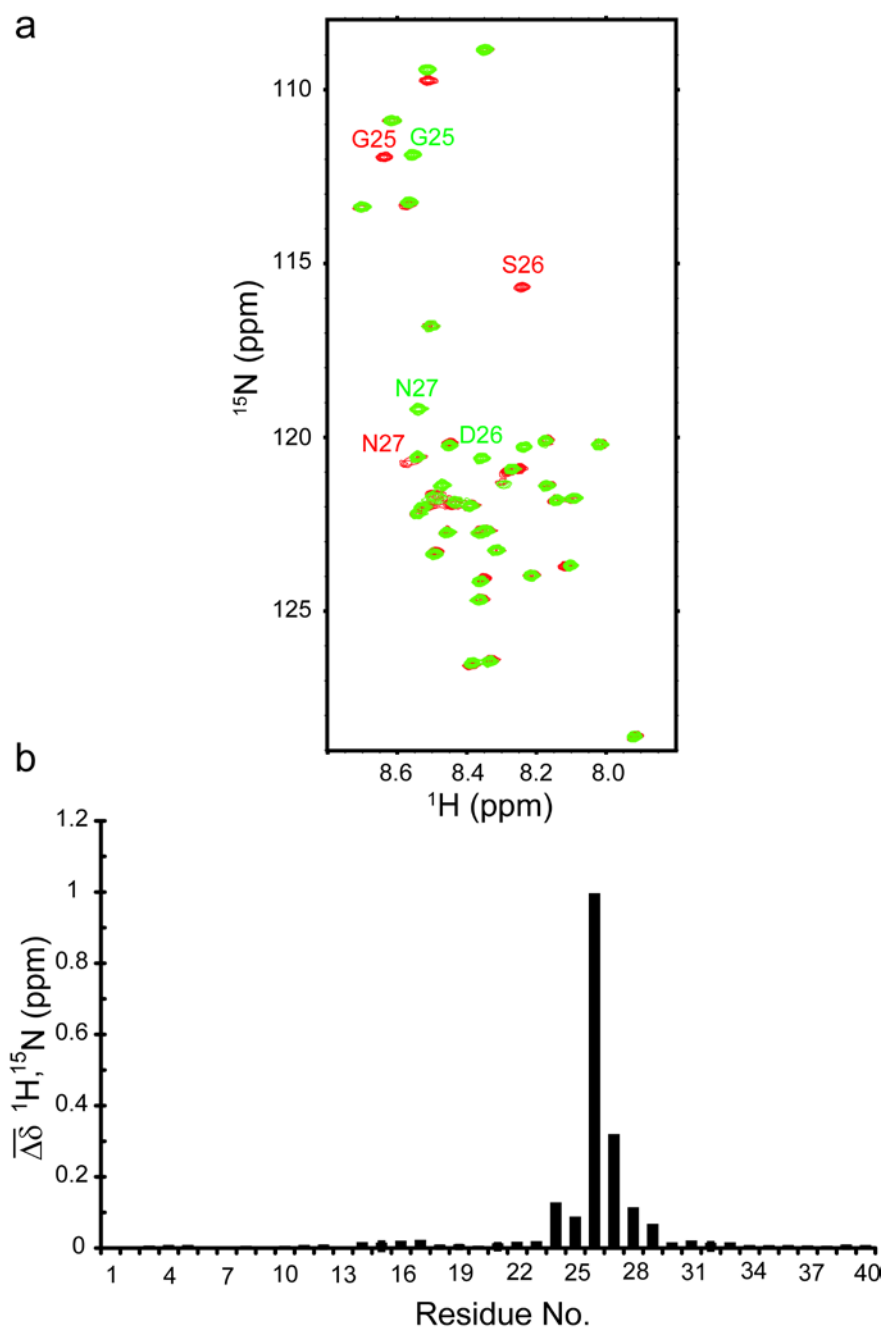 a
110
G25 G25
115
S26
¹⁵N (ppm)
N27
120
N27 D26
125
8.6 8.4 8.2 8.0
¹H (ppm)
b
1.2
1
0.8
0.6
0.4
0.2
0
Δδ ¹H,¹⁵N (ppm)
1 4 7 10 13 16 19 22 25 28 31 34 37 40
Residue No.